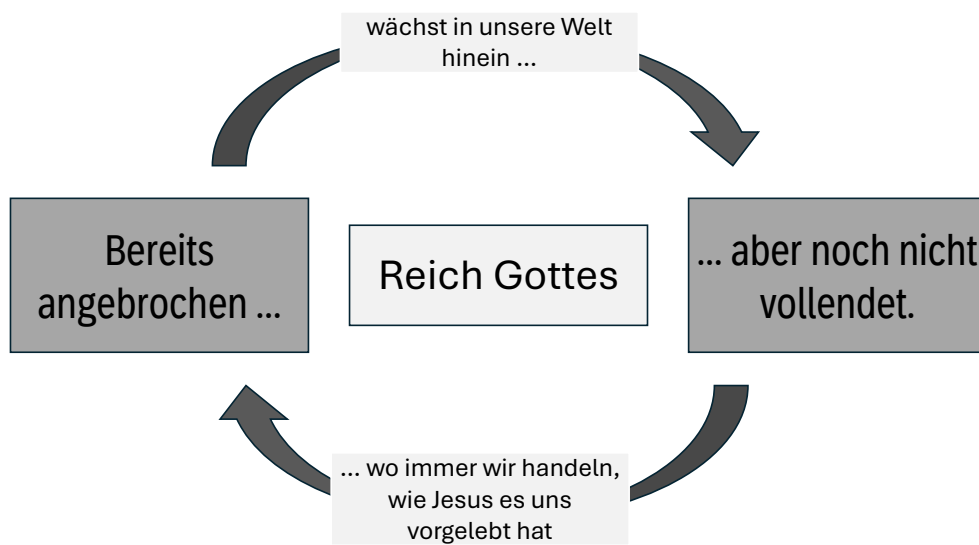 wächst in unsere Welt
hinein ...
Bereits
angebrochen ...
Reich Gottes
... aber noch nicht
vollendet.
... wo immer wir handeln,
wie Jesus es uns
vorgelebt hat